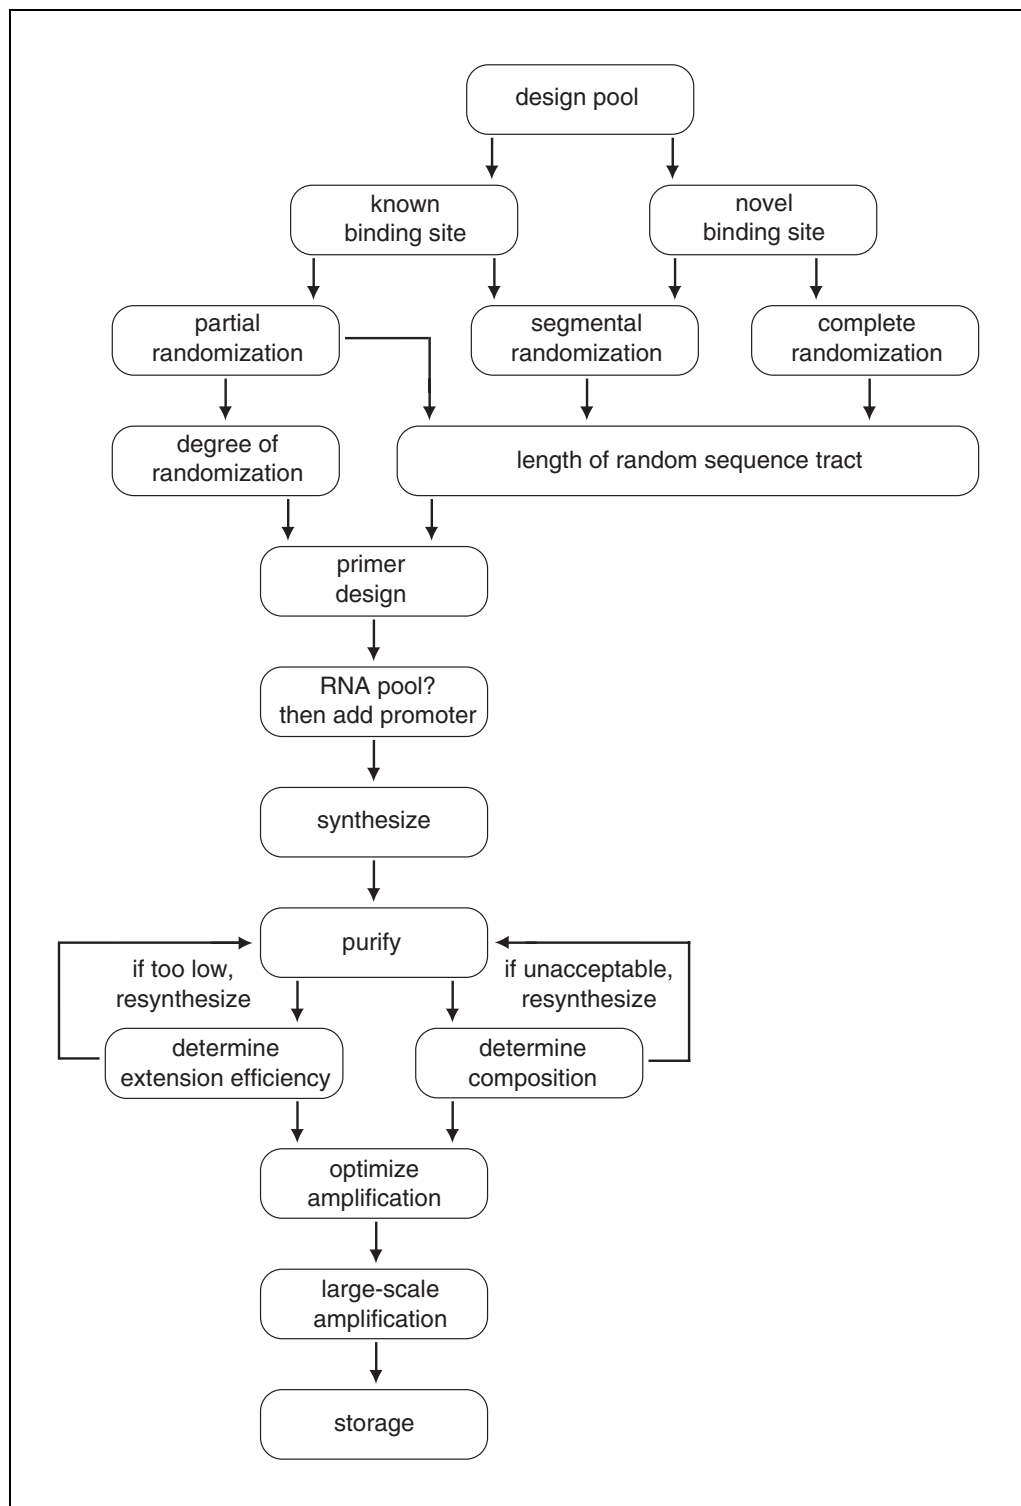 design pool
known
binding site
novel
binding site
partial
randomization
segmental
randomization
complete
randomization
degree of
randomization
length of random sequence tract
primer
design
RNA pool?
then add promoter
synthesize
purify
if too low,
resynthesize
if unacceptable,
resynthesize
determine
extension efficiency
determine
composition
optimize
amplification
large-scale
amplification
storage